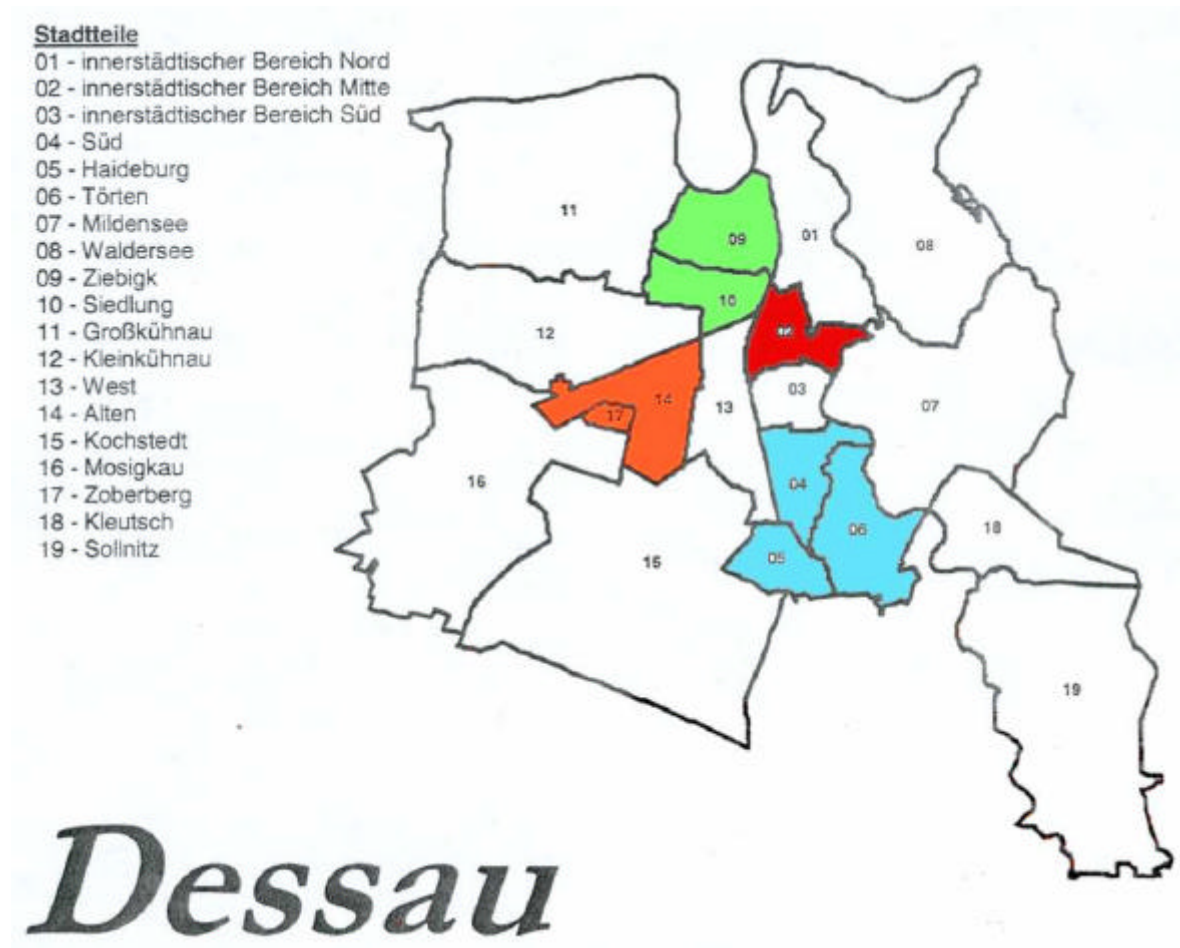 Stadtteile
01 - innerstädtischer Bereich Nord
02 - innerstädtischer Bereich Mitte
03 - innerstädtischer Bereich Süd
04 - Süd
05 - Haideburg
06 - Törten
07 - Mildensee
08 - Waldersee
09 - Ziebigk
10 - Siedlung
11 - Großkühnau
12 - Kleinkühnau
13 - West
14 - Alten
15 - Kochstedt
16 - Mosigkau
17 - Zoberberg
18 - Kleutsch
19 - Sollnitz
11
09
01
08
10
12
02
03
14
13
07
17
16
04
06
18
05
15
19
Dessau